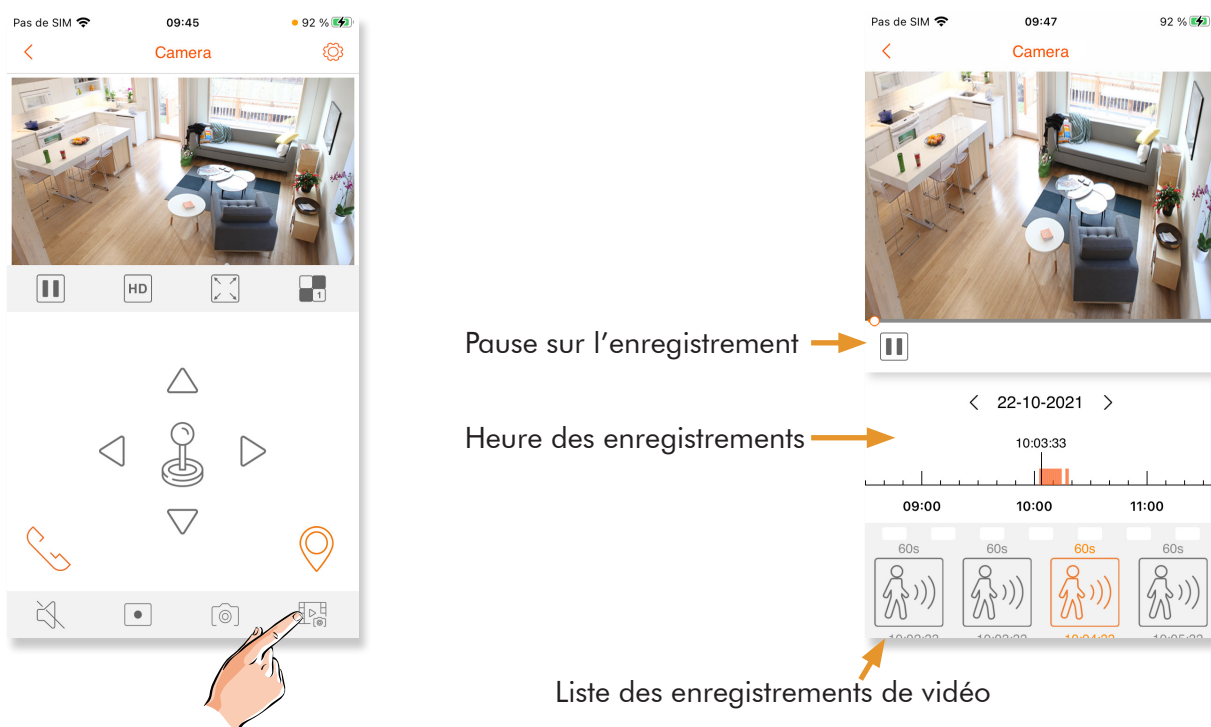 Pas de SIM 09:45 92 %
Camera
HD
1
Pas de SIM 09:47 92 %
Camera
Pause sur l'enregistrement
22-10-2021
Heure des enregistrements
10:03:33
09:00 10:00 11:00
60s 60s 60s 60s
Liste des enregistrements de vidéo